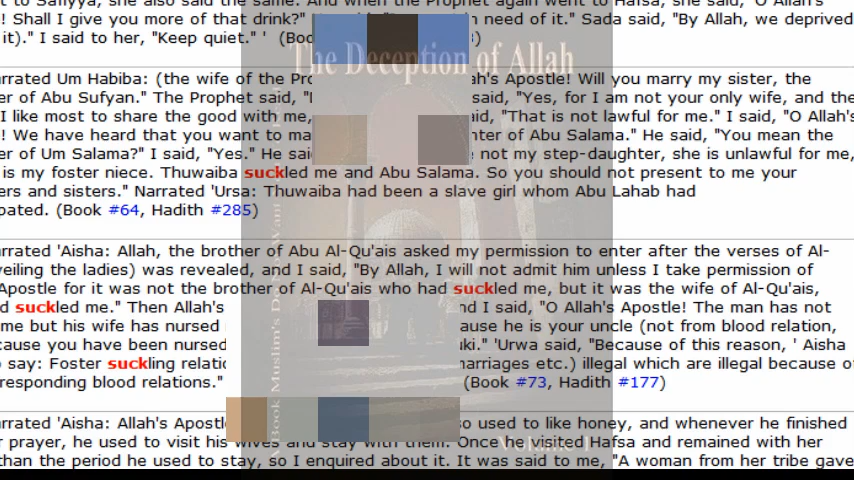 to Safiyya, she also said the same. And when the Prophet again went to Hafsa, she said, "O Allah's
! Shall I give you more of that drink?" in need of it." Sada said, "By Allah, we deprived
it)." I said to her, "Keep quiet." '
The Deception of Allah
rrated Um Habiba: (the wife of the Pro ah's Apostle! Will you marry my sister, the
er of Abu Sufyan." The Prophet said, said, "Yes, for I am not your only wife, and the
I like most to share the good with me, aid, "That is not lawful for me." I said, "O Allah's
! We have heard that you want to ma hter of Abu Salama." He said, "You mean the
er of Um Salama?" I said, "Yes." He sai not my step-daughter, she is unlawful for me,
is my foster niece. Thuwaiba suckled me and Abu Salama. So you should not present to me your
ers and sisters." Narrated 'Ursa: Thuwaiba had been a slave girl whom Abu Lahab had
pated. (Book #64, Hadith #285)
rrated 'Aisha: Allah, the brother of Abu Al-Qu'ais asked my permission to enter after the verses of Al-
veiling the ladies) was revealed, and I said, "By Allah, I will not admit him unless I take permission of
Apostle for it was not the brother of Al-Qu'ais who had suckled me, but it was the wife of Al-Qu'ais,
d suckled me." Then Allah's nd I said, "O Allah's Apostle! The man has not
me but his wife has nursed ause he is your uncle (not from blood relation,
cause you have been nursed ki." 'Urwa said, "Because of this reason, ' Aisha
say: Foster suckling relatio marriages etc.) illegal which are illegal because o
responding blood relations." (Book #73, Hadith #177)
rrated 'Aisha: Allah's Apostle so used to like honey, and whenever he finished
r prayer, he used to visit his wives and stay with them. Once he visited Hafsa and remained with her
than the period he used to stay, so I enquired about it. It was said to me, "A woman from her tribe gave